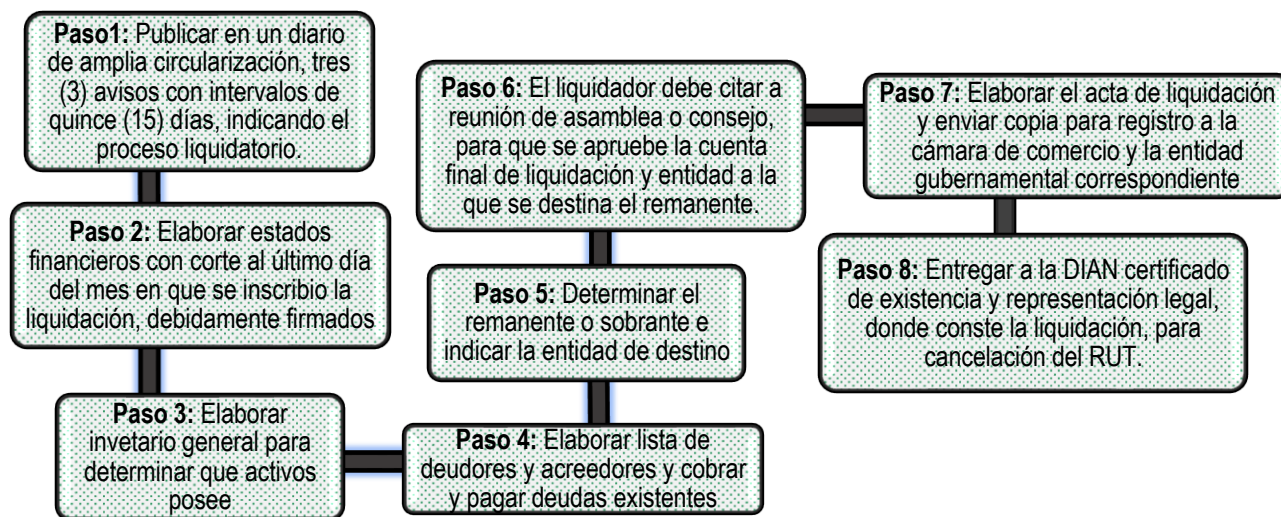 Paso1: Publicar en un diario
de amplia circularización, tres
(3) avisos con intervalos de
quince (15) días, indicando el
proceso liquidatorio.
Paso 2: Elaborar estados
financieros con corte al último día
del mes en que se inscribio la
liquidación, debidamente firmados
Paso 3: Elaborar
invetario general para
determinar que activos
posee
Paso 4: Elaborar lista de
deudores y acreedores y cobrar
y pagar deudas existentes
Paso 5: Determinar el
remanente o sobrante e
indicar la entidad de destino
Paso 6: El liquidador debe citar a
reunión de asamblea o consejo,
para que se apruebe la cuenta
final de liquidación y entidad a la
que se destina el remanente.
Paso 7: Elaborar el acta de liquidación
y enviar copia para registro a la
cámara de comercio y la entidad
gubernamental correspondiente
Paso 8: Entregar a la DIAN certificado
de existencia y representación legal,
donde conste la liquidación, para
cancelación del RUT.